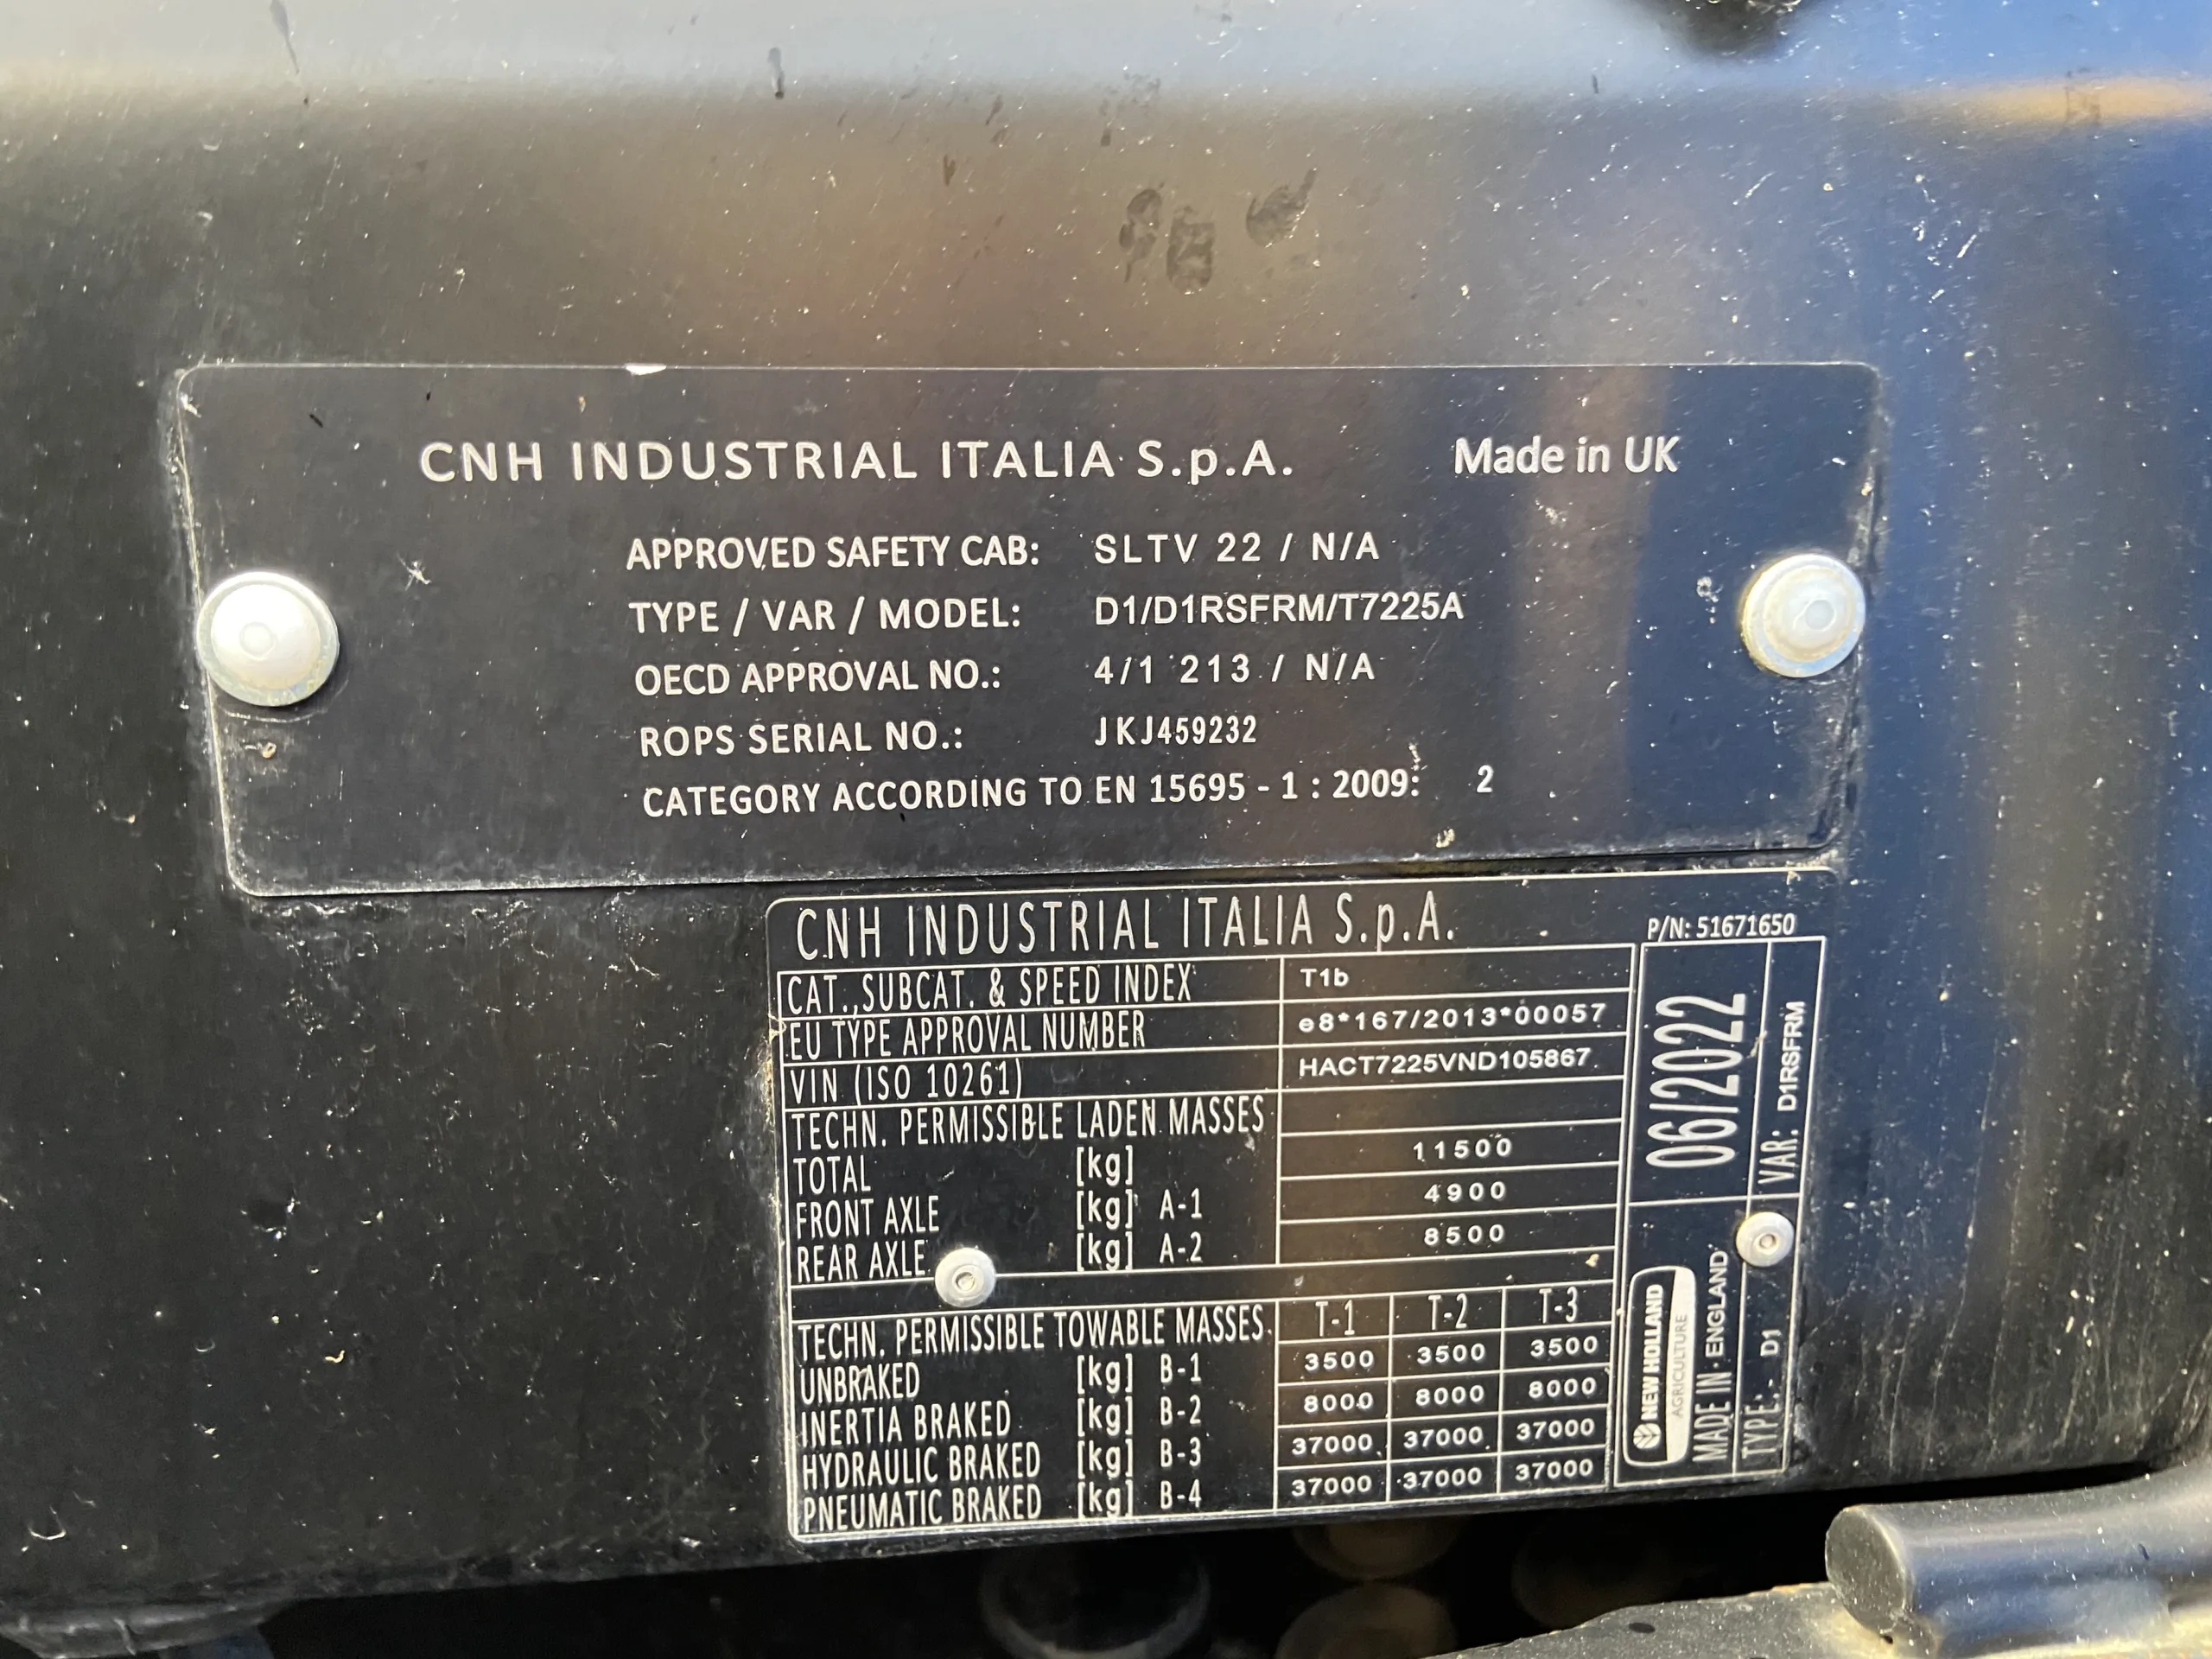 CNH INDUSTRIAL ITALIA S.p.A. Made in UK
APPROVED SAFETY CAB: SLTV 22 / N/A
TYPE / VAR / MODEL: D1/D1RSFRM/T7225A
OECD APPROVAL NO.: 4/1 213 / N/A
ROPS SERIAL NO.: JKJ459232
CATEGORY ACCORDING TO EN 15695 - 1 : 2009: 2
CNH INDUSTRIAL ITALIA S.p.A.
P/N: 51671650
CAT.,SUBCAT. & SPEED INDEX T1b
EU TYPE APPROVAL NUMBER e8*167/2013*00057
VIN (ISO 10261) HACT7225VND105867
TECHN. PERMISSIBLE LADEN MASSES
TOTAL [kg] 11500
FRONT AXLE [kg] A-1 4900
REAR AXLE [kg] A-2 8500
TECHN. PERMISSIBLE TOWABLE MASSES T-1 T-2 T-3
UNBRAKED [kg] B-1 3500 3500 3500
INERTIA BRAKED [kg] B-2 8000 8000 8000
HYDRAULIC BRAKED [kg] B-3 37000 37000 37000
PNEUMATIC BRAKED [kg] B-4 37000 37000 37000
NEW HOLLAND
AGRICULTURE
MADE IN ENGLAND 06/2022
TYPE: D1 VAR: D1RSFRM